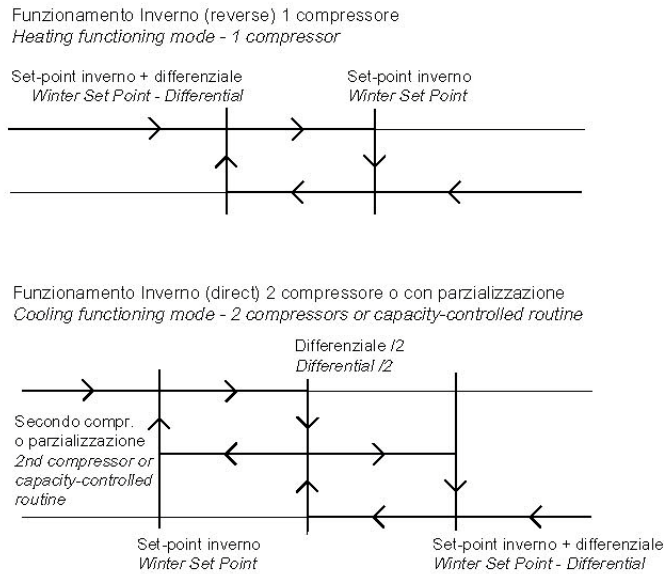 Funzionamento Inverno (reverse) 1 compressore
Heating functioning mode - 1 compressor
Set-point inverno + differenziale
Winter Set Point - Differential
Set-point inverno
Winter Set Point
Funzionamento Inverno (direct) 2 compressore o con parzializzazione
Cooling functioning mode - 2 compressors or capacity-controlled routine
Differenziale /2
Differential /2
Secondo compr.
o parzializzazione
2nd compressor or
capacity-controlled
routine
Set-point inverno
Winter Set Point
Set-point inverno + differenziale
Winter Set Point - Differential